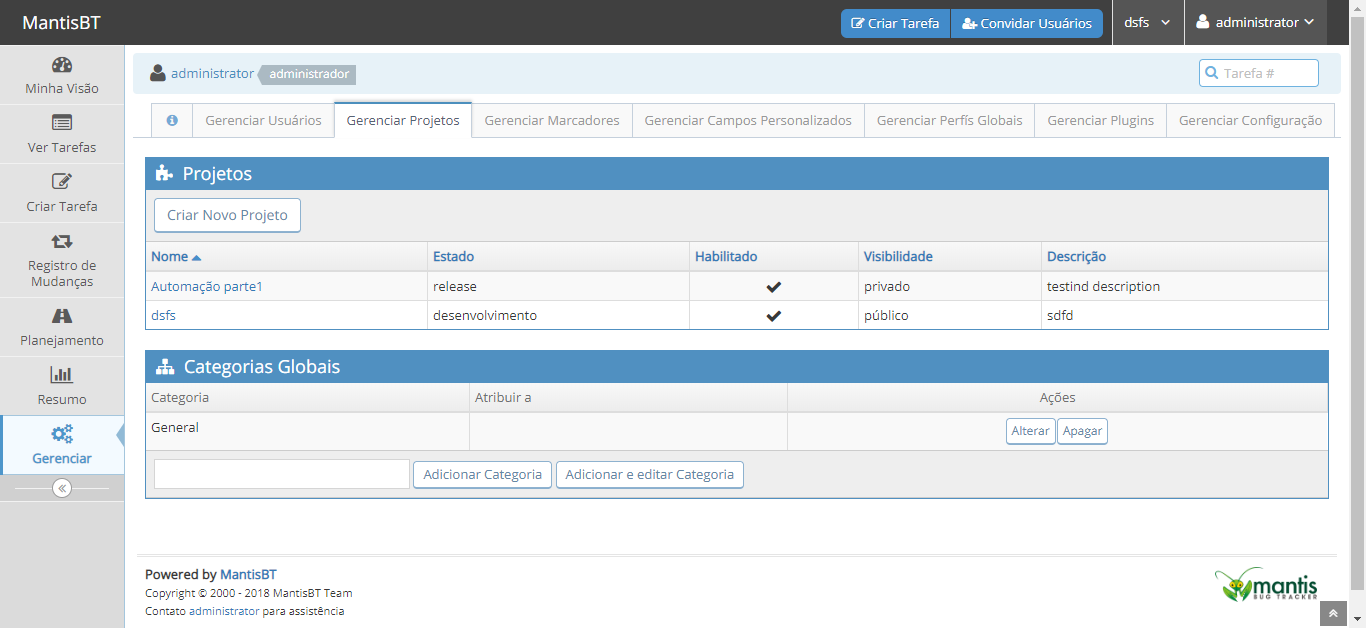 MantisBT
Criar Tarefa Convidar Usuários dsfs administrator
Minha Visão
Ver Tarefas
Criar Tarefa
Registro de
Mudanças
Planejamento
Resumo
Gerenciar
administrator administrador
Tarefa #
Gerenciar Usuários Gerenciar Projetos Gerenciar Marcadores Gerenciar Campos Personalizados Gerenciar Perfís Globais Gerenciar Plugins Gerenciar Configuração
Projetos
Criar Novo Projeto
Nome Estado Habilitado Visibilidade Descrição
Automação parte1 release privado testind description
dsfs desenvolvimento público sdfd
Categorias Globais
Categoria Atribuir a Ações
General Alterar Apagar
Adicionar Categoria Adicionar e editar Categoria
Powered by MantisBT
Copyright © 2000 - 2018 MantisBT Team
Contato administrator para assistência
mantis
BUG TRACKER